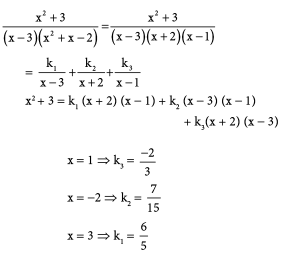 x² + 3 / (x − 3)(x² + x − 2) = x² + 3 / (x − 3)(x + 2)(x − 1)
= k₁ / x − 3 + k₂ / x + 2 + k₃ / x − 1
x² + 3 = k₁ (x + 2) (x − 1) + k₂ (x − 3) (x − 1)
+ k₃(x + 2) (x − 3)
x = 1 ⇒ k₃ = −2 / 3
x = −2 ⇒ k₂ = 7 / 15
x = 3 ⇒ k₁ = 6 / 5